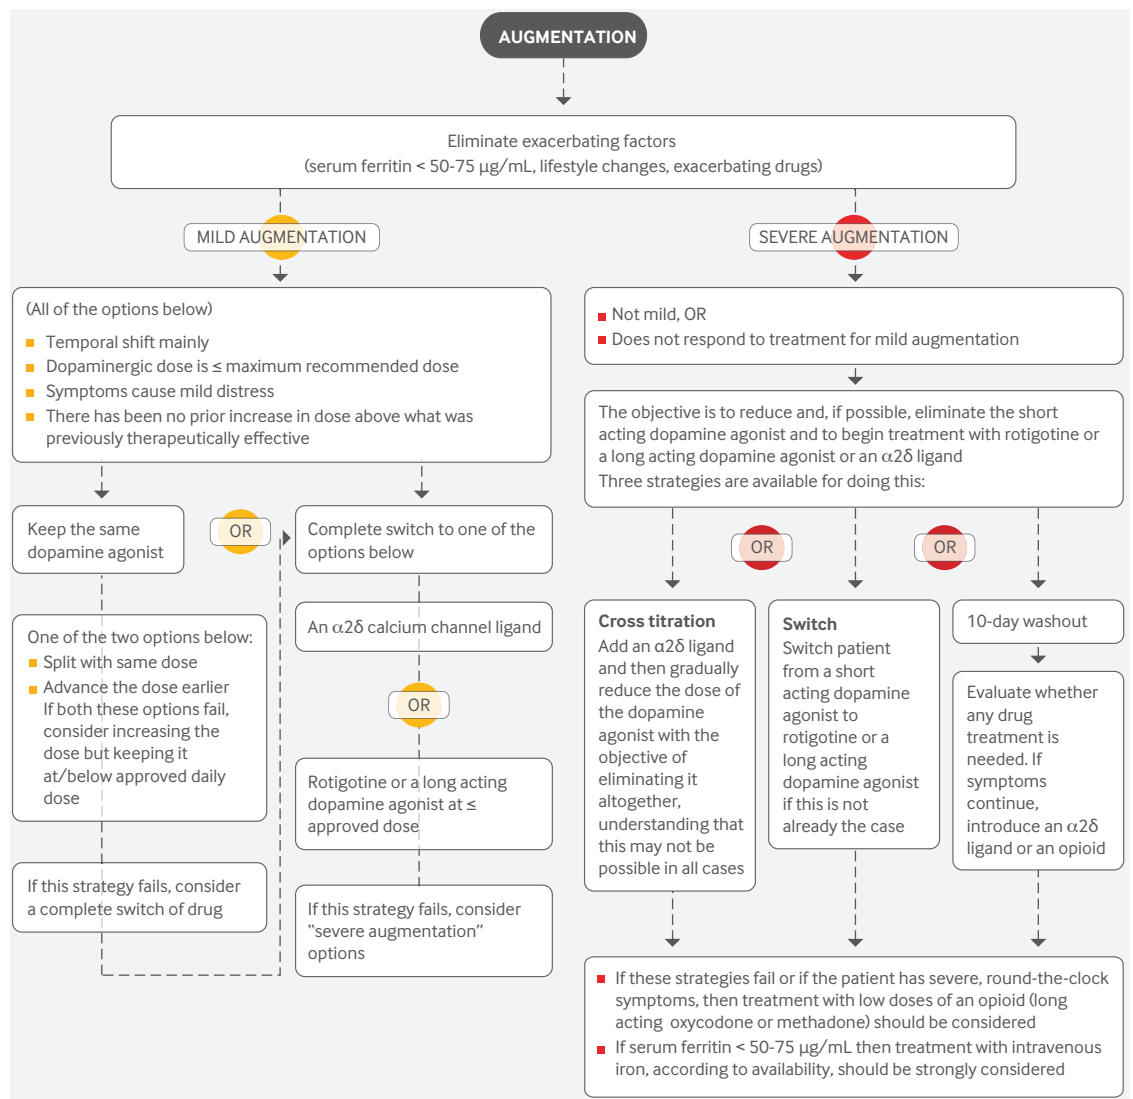 AUGMENTATION
Eliminate exacerbating factors
(serum ferritin < 50-75 µg/mL, lifestyle changes, exacerbating drugs)
MILD AUGMENTATION
(All of the options below)
Temporal shift mainly
Dopaminergic dose is ≤ maximum recommended dose
Symptoms cause mild distress
There has been no prior increase in dose above what was
previously therapeutically effective
Keep the same
dopamine agonist
OR
Complete switch to one of the
options below
One of the two options below:
Split with same dose
Advance the dose earlier
If both these options fail,
consider increasing the
dose but keeping it
at/below approved daily
dose
If this strategy fails, consider
a complete switch of drug
An α2δ calcium channel ligand
OR
Rotigotine or a long acting
dopamine agonist at ≤
approved dose
If this strategy fails, consider
“severe augmentation”
options
SEVERE AUGMENTATION
Not mild, OR
Does not respond to treatment for mild augmentation
The objective is to reduce and, if possible, eliminate the short
acting dopamine agonist and to begin treatment with rotigotine or
a long acting dopamine agonist or an α2δ ligand
Three strategies are available for doing this:
OR
OR
Cross titration
Add an α2δ ligand
and then gradually
reduce the dose of
the dopamine
agonist with the
objective of
eliminating it
altogether,
understanding that
this may not be
possible in all cases
Switch
Switch patient
from a short
acting dopamine
agonist to
rotigotine or a
long acting
dopamine agonist
if this is not
already the case
10-day washout
Evaluate whether
any drug
treatment is
needed. If
symptoms
continue,
introduce an α2δ
ligand or an opioid
If these strategies fail or if the patient has severe, round-the-clock
symptoms, then treatment with low doses of an opioid (long
acting oxycodone or methadone) should be considered
If serum ferritin < 50-75 µg/mL then treatment with intravenous
iron, according to availability, should be strongly considered